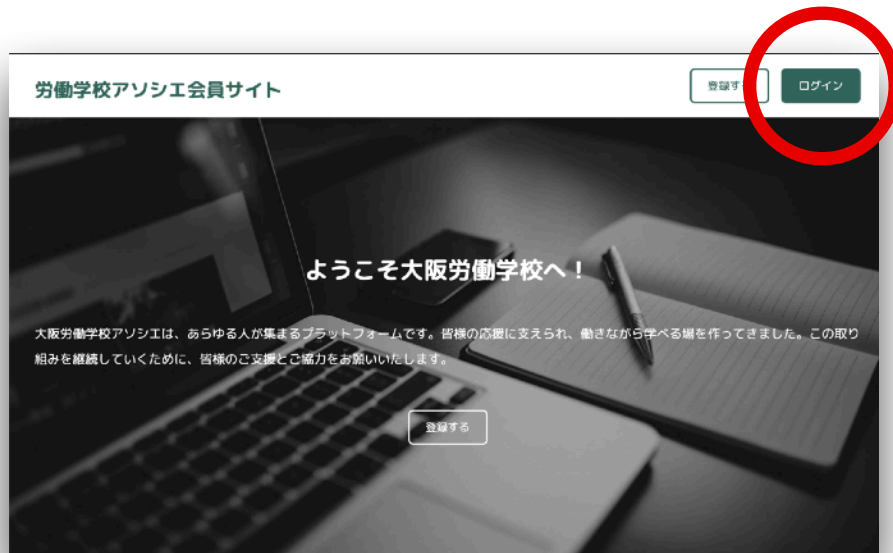 労働学校アソシエ会員サイト
登録する
ログイン
ようこそ大阪労働学校へ！
大阪労働学校アソシエは、あらゆる人が集まるプラットフォームです。皆様の応援に支えられ、働きながら学べる場を作ってきました。この取り
組みを継続していくために、皆様のご支援とご協力をお願いいたします。
登録する